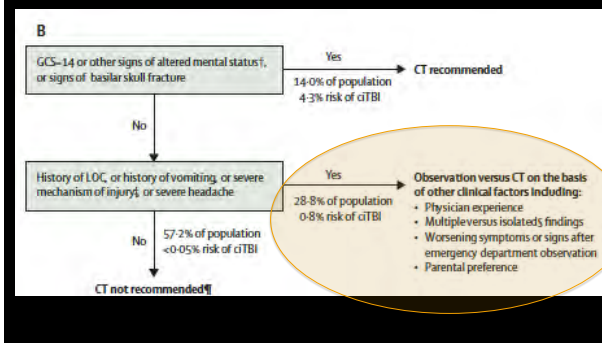 B
GCS=14 or other signs of altered mental status†,
or signs of basilar skull fracture
Yes
14·0% of population
4·3% risk of ciTBI
CT recommended
No
History of LOC, or history of vomiting, or severe
mechanism of injury‡, or severe headache
Yes
28·8% of population
0·8% risk of ciTBI
Observation versus CT on the basis
of other clinical factors including:
• Physician experience
• Multiple versus isolated§ findings
• Worsening symptoms or signs after
emergency department observation
• Parental preference
No
57·2% of population
<0·05% risk of ciTBI
CT not recommended¶